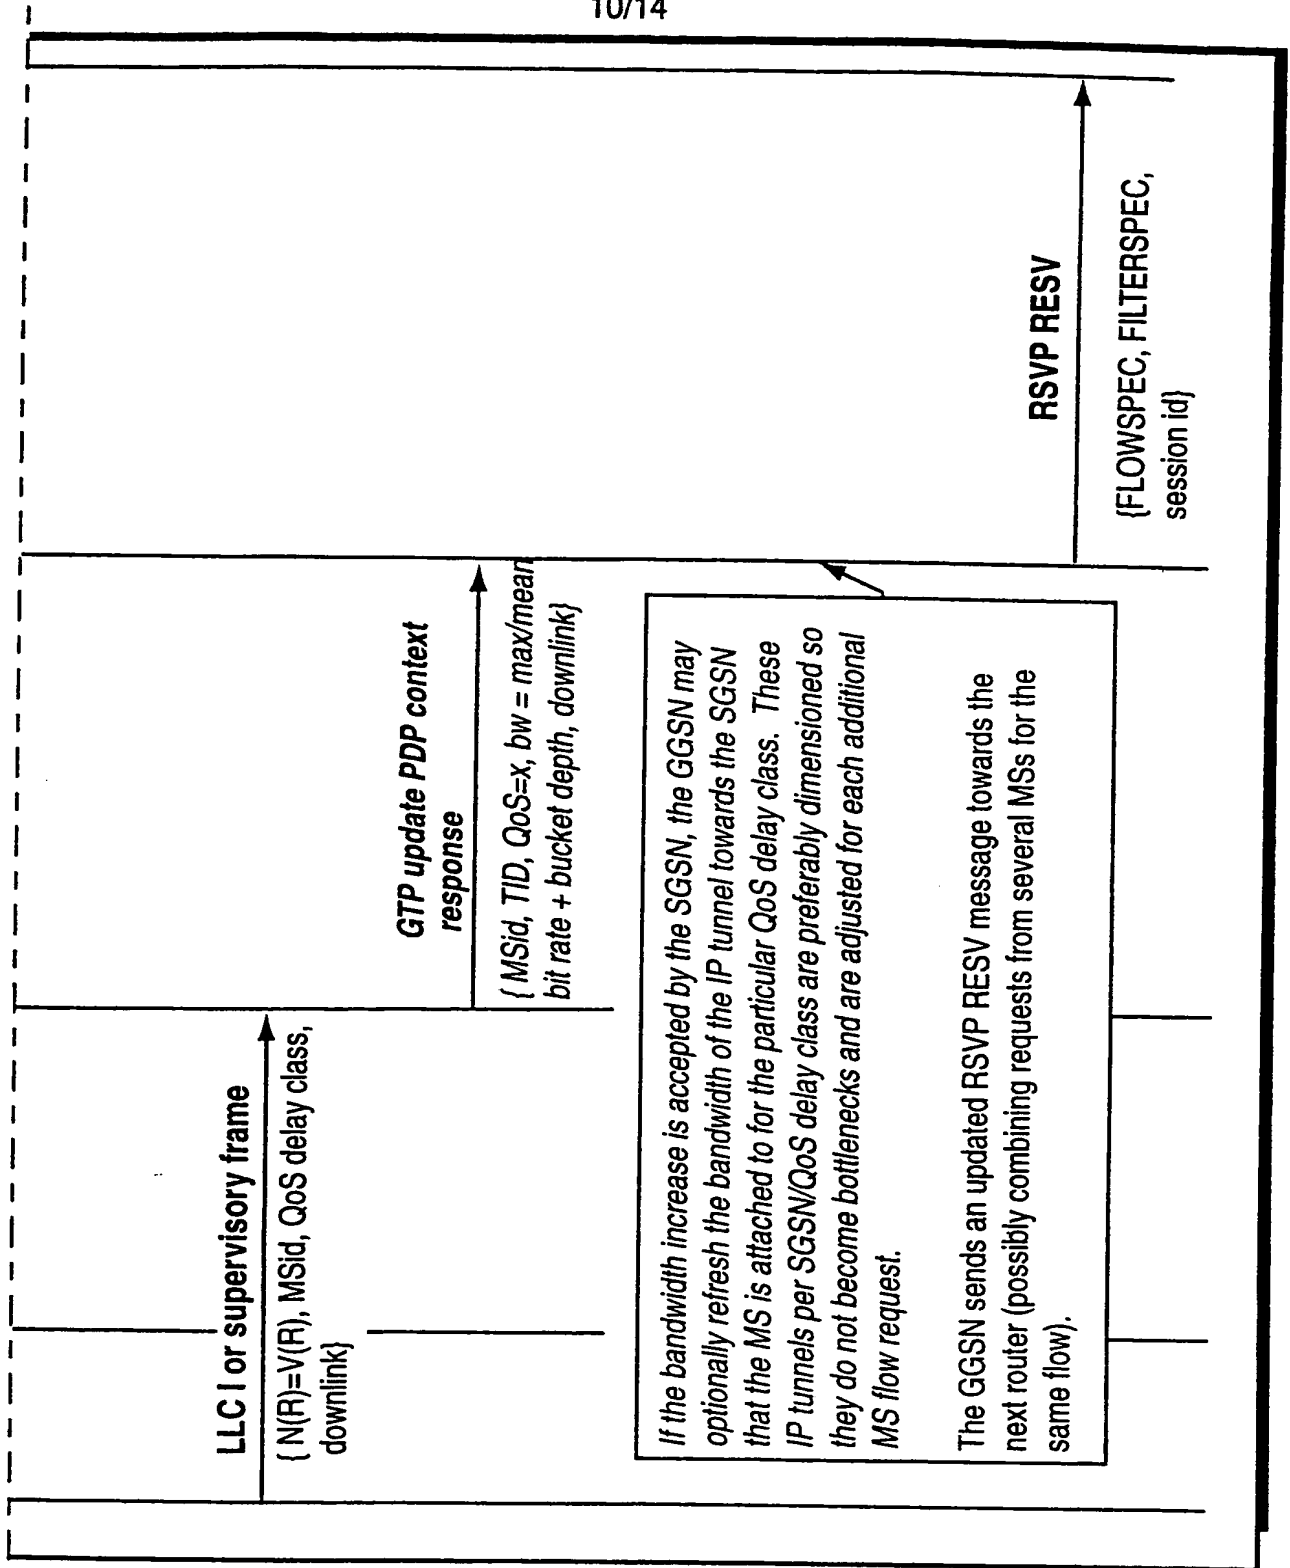 10/14
LLC I or supervisory frame
{ N(R)=V(R), MSid, QoS delay class,
downlink}
GTP update PDP context
response
{ MSid, TID, QoS=x, bw = max/mean
bit rate + bucket depth, downlink}
If the bandwidth increase is accepted by the SGSN, the GGSN may
optionally refresh the bandwidth of the IP tunnel towards the SGSN
that the MS is attached to for the particular QoS delay class. These
IP tunnels per SGSN/QoS delay class are preferably dimensioned so
they do not become bottlenecks and are adjusted for each additional
MS flow request.
The GGSN sends an updated RSVP RESV message towards the
next router (possibly combining requests from several MSs for the
same flow).
RSVP RESV
{FLOWSPEC, FILTERSPEC,
session id}